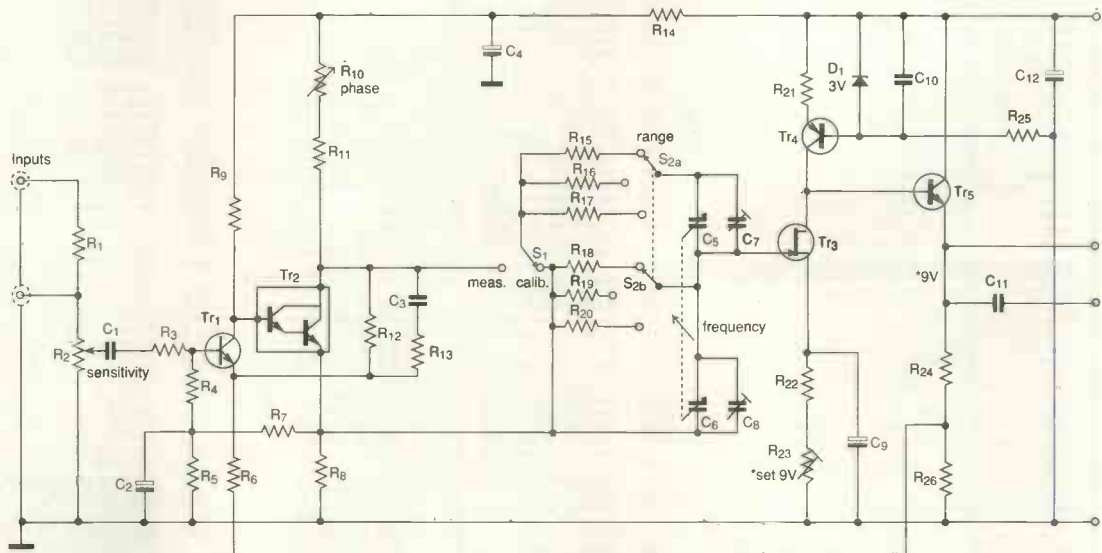 Inputs
R1
R2
sensitivity
C1
R3
R4
C2
R5
R6
R7
R8
R9
Tr1
Tr2
R10
phase
R11
C3
R12
R13
C4
R14
meas.
S1
calib.
R15
R16
R17
R18
R19
R20
range
S2a
S2b
C5
C7
frequency
C6
C8
Tr3
R21
Tr4
D1
3V
C10
R22
R23
*set 9V
C9
Tr5
*9V
C11
R24
R26
R25
C12